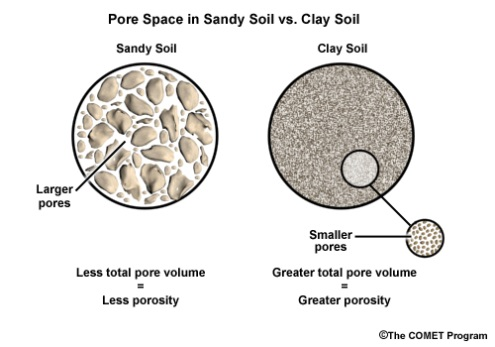 Pore Space in Sandy Soil vs. Clay Soil
Sandy Soil
Clay Soil
Larger
pores
Smaller
pores
Less total pore volume
=
Less porosity
Greater total pore volume
=
Greater porosity
©The COMET Program